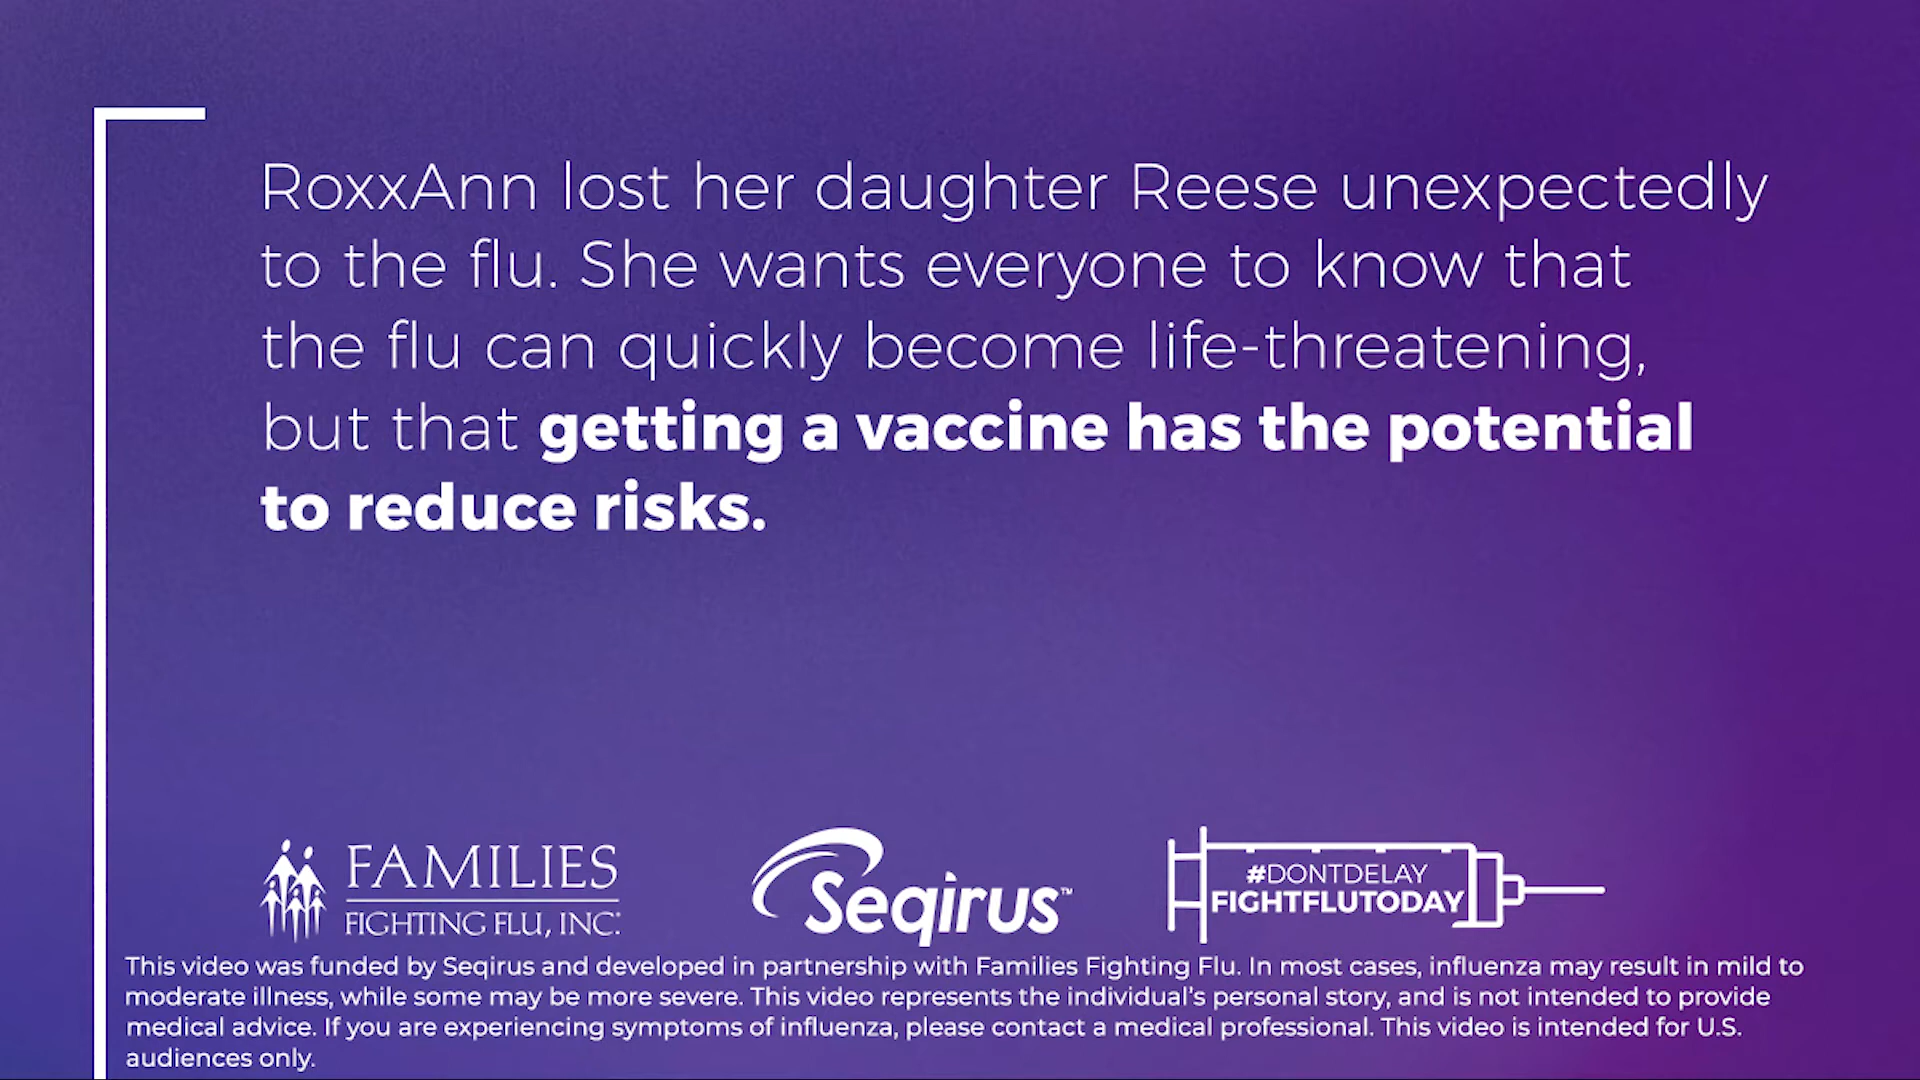 RoxxAnn lost her daughter Reese unexpectedly
to the flu. She wants everyone to know that
the flu can quickly become life-threatening,
but that getting a vaccine has the potential
to reduce risks.
FAMILIES
FIGHTING FLU, INC.
Seqirus™
#DONTDELAY
FIGHTFLUTODAY
This video was funded by Seqirus and developed in partnership with Families Fighting Flu. In most cases, influenza may result in mild to
moderate illness, while some may be more severe. This video represents the individual's personal story, and is not intended to provide
medical advice. If you are experiencing symptoms of influenza, please contact a medical professional. This video is intended for U.S.
audiences only.